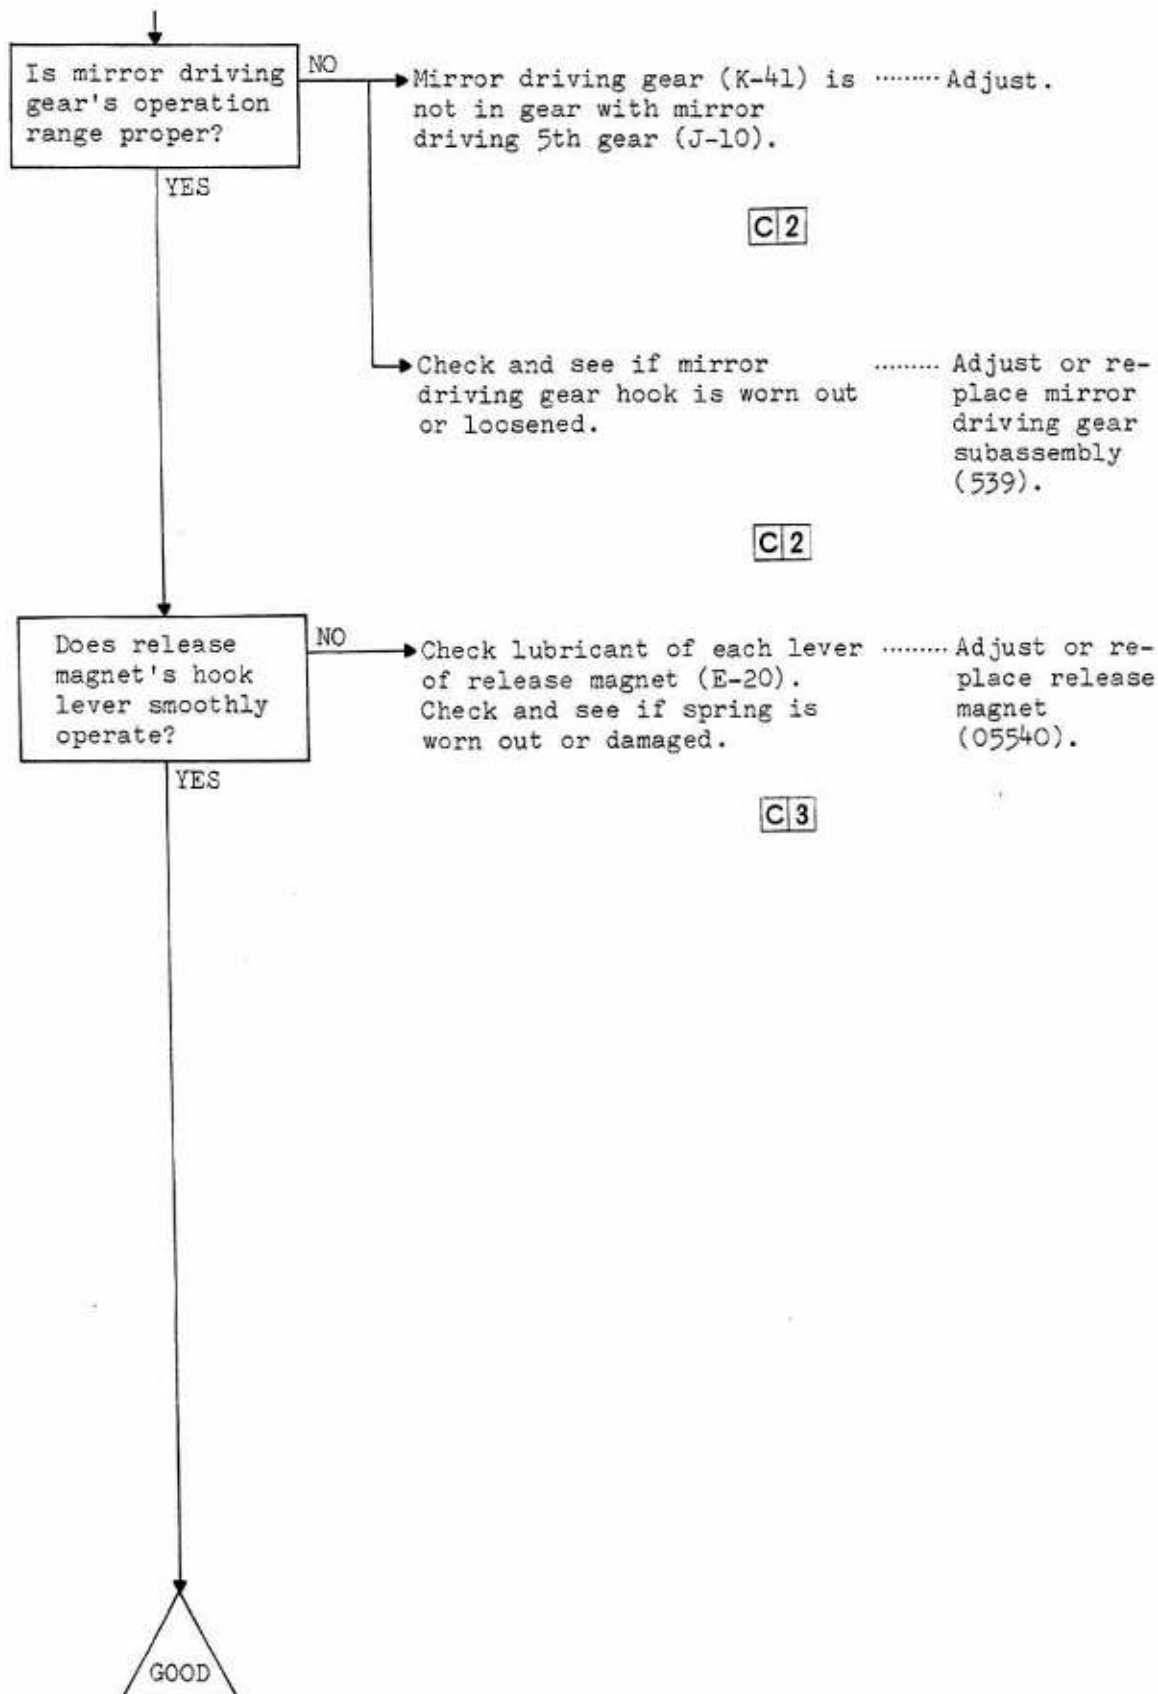 Is mirror driving
gear's operation
range proper?
NO
Mirror driving gear (K-41) is ......... Adjust.
not in gear with mirror
driving 5th gear (J-10).
YES
C 2
Check and see if mirror ......... Adjust or re-
driving gear hook is worn out place mirror
or loosened. driving gear
subassembly
(539).
C 2
Does release
magnet's hook
lever smoothly
operate?
NO
Check lubricant of each lever ......... Adjust or re-
of release magnet (E-20). place release
Check and see if spring is magnet
worn out or damaged. (05540).
YES
C 3
GOOD